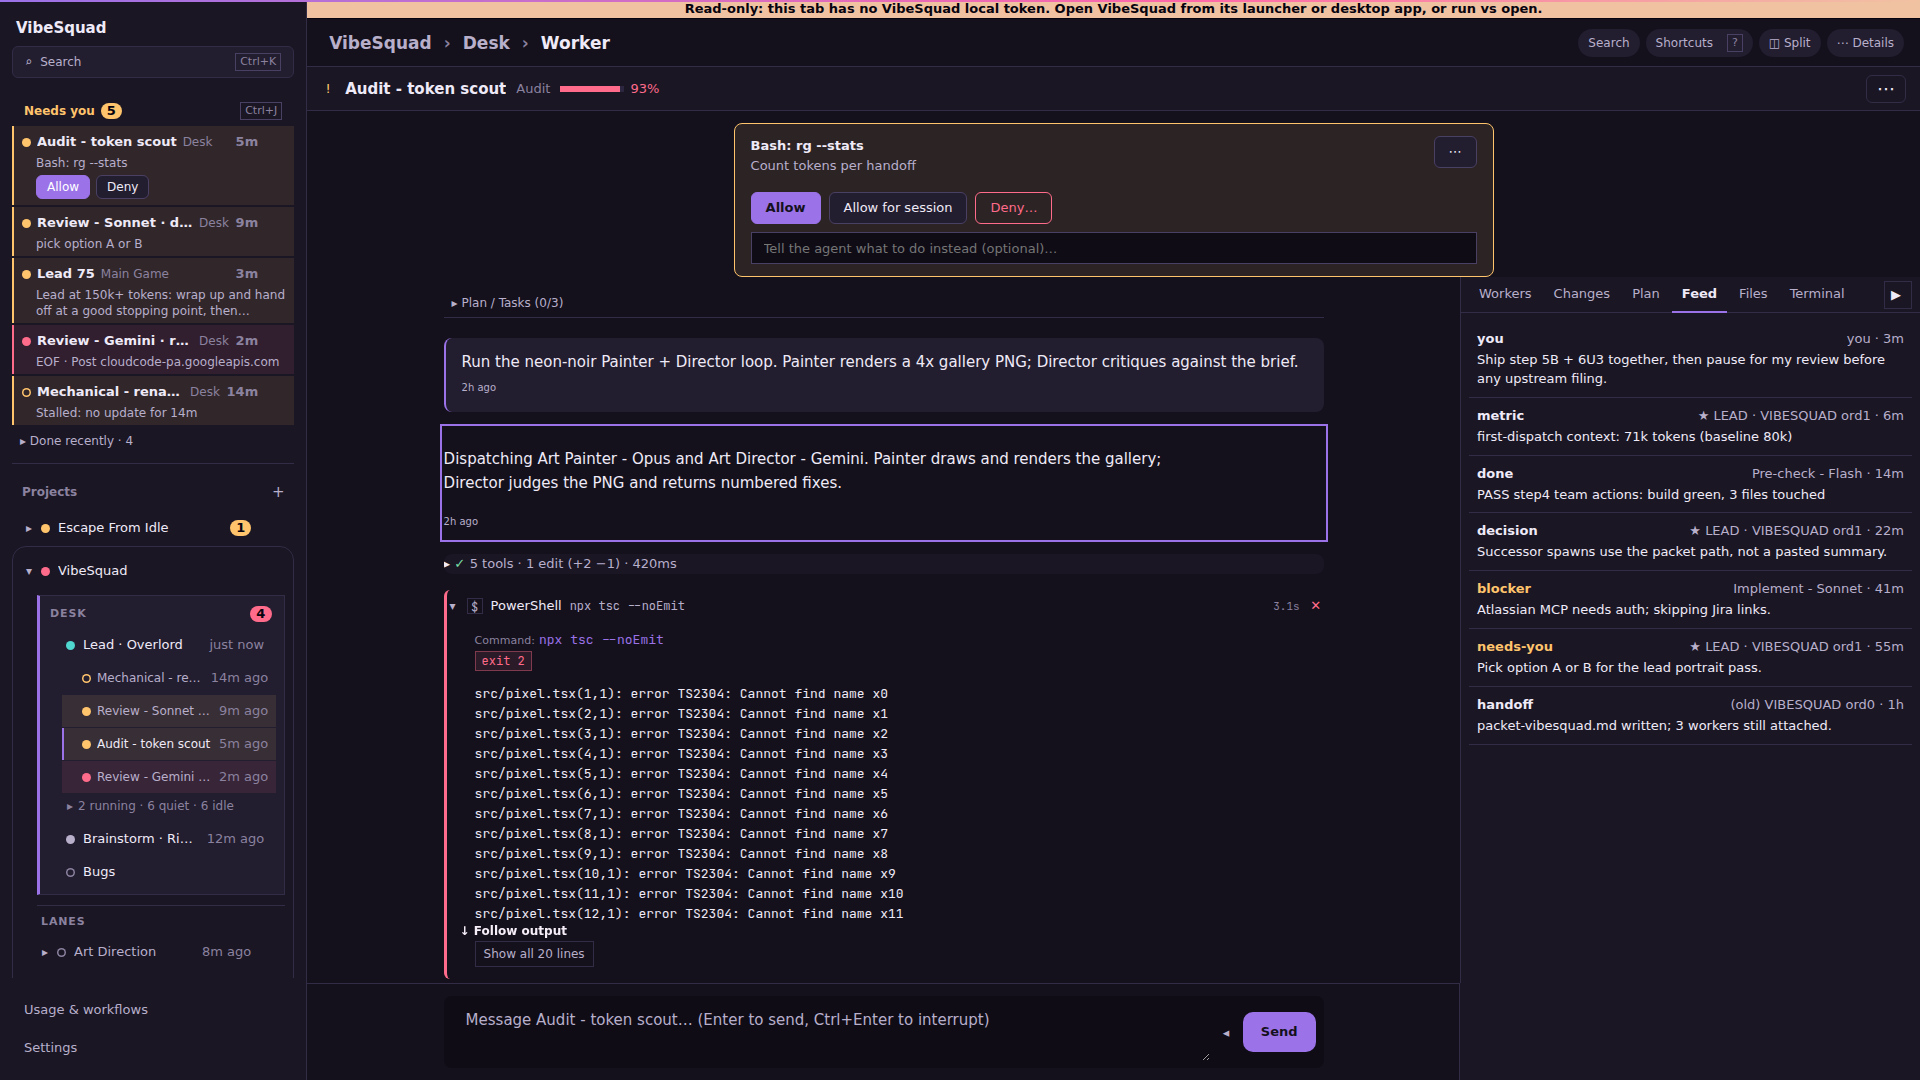 Read-only: this tab has no VibeSquad local token. Open VibeSquad from its launcher or desktop app, or run vs open.
VibeSquad
Search Ctrl+K
Needs you 5 Ctrl+J
Audit - token scout Desk 5m
Bash: rg --stats
Allow Deny
Review - Sonnet · d… Desk 9m
pick option A or B
Lead 75 Main Game 3m
Lead at 150k+ tokens: wrap up and hand
off at a good stopping point, then…
Review - Gemini · r… Desk 2m
EOF · Post cloudcode-pa.googleapis.com
Mechanical - rena… Desk 14m
Stalled: no update for 14m
▸ Done recently · 4
Projects +
▸ Escape From Idle 1
▾ VibeSquad
DESK 4
Lead · Overlord just now
Mechanical - re… 14m ago
Review - Sonnet … 9m ago
Audit - token scout 5m ago
Review - Gemini … 2m ago
▸ 2 running · 6 quiet · 6 idle
Brainstorm · Ri… 12m ago
Bugs
LANES
▸ Art Direction 8m ago
Usage & workflows
Settings
VibeSquad › Desk › Worker
Search Shortcuts ? ◫ Split ⋯ Details
! Audit - token scout Audit 93% ⋯
Bash: rg --stats ⋯
Count tokens per handoff
Allow Allow for session Deny…
Tell the agent what to do instead (optional)…
▸ Plan / Tasks (0/3)
Run the neon-noir Painter + Director loop. Painter renders a 4x gallery PNG; Director critiques against the brief.
2h ago
Dispatching Art Painter - Opus and Art Director - Gemini. Painter draws and renders the gallery;
Director judges the PNG and returns numbered fixes.
2h ago
▸ ✓ 5 tools · 1 edit (+2 −1) · 420ms
▾ $ PowerShell npx tsc --noEmit 3.1s ✕
Command: npx tsc --noEmit
exit 2
src/pixel.tsx(1,1): error TS2304: Cannot find name x0
src/pixel.tsx(2,1): error TS2304: Cannot find name x1
src/pixel.tsx(3,1): error TS2304: Cannot find name x2
src/pixel.tsx(4,1): error TS2304: Cannot find name x3
src/pixel.tsx(5,1): error TS2304: Cannot find name x4
src/pixel.tsx(6,1): error TS2304: Cannot find name x5
src/pixel.tsx(7,1): error TS2304: Cannot find name x6
src/pixel.tsx(8,1): error TS2304: Cannot find name x7
src/pixel.tsx(9,1): error TS2304: Cannot find name x8
src/pixel.tsx(10,1): error TS2304: Cannot find name x9
src/pixel.tsx(11,1): error TS2304: Cannot find name x10
src/pixel.tsx(12,1): error TS2304: Cannot find name x11
↓ Follow output
Show all 20 lines
Message Audit - token scout… (Enter to send, Ctrl+Enter to interrupt)
◂ Send
Workers Changes Plan Feed Files Terminal ▶
you you · 3m
Ship step 5B + 6U3 together, then pause for my review before
any upstream filing.
metric ★ LEAD · VIBESQUAD ord1 · 6m
first-dispatch context: 71k tokens (baseline 80k)
done Pre-check - Flash · 14m
PASS step4 team actions: build green, 3 files touched
decision ★ LEAD · VIBESQUAD ord1 · 22m
Successor spawns use the packet path, not a pasted summary.
blocker Implement - Sonnet · 41m
Atlassian MCP needs auth; skipping Jira links.
needs-you ★ LEAD · VIBESQUAD ord1 · 55m
Pick option A or B for the lead portrait pass.
handoff (old) VIBESQUAD ord0 · 1h
packet-vibesquad.md written; 3 workers still attached.